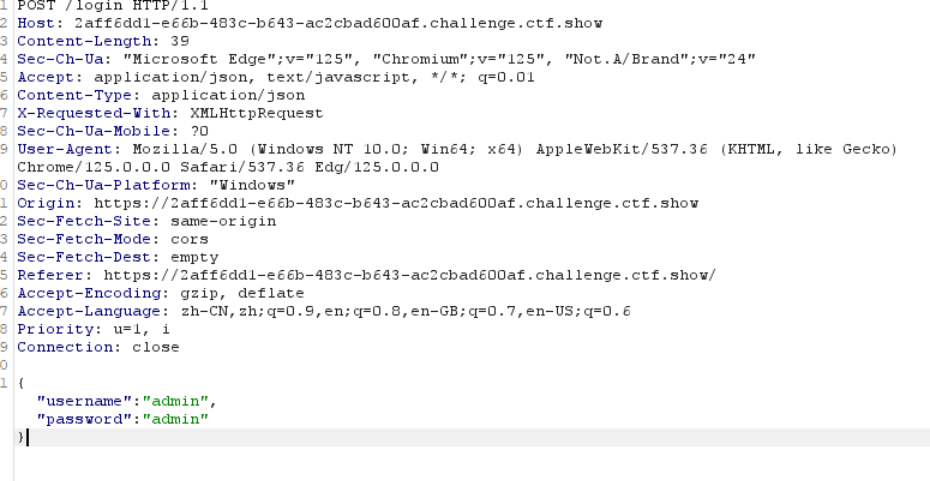 1 POST /login HTTP/1.1
2 Host: 2aff6dd1-e66b-483c-b643-ac2cbad600af.challenge.ctf.show
3 Content-Length: 39
4 Sec-Ch-Ua: "Microsoft Edge";v="125", "Chromium";v="125", "Not.A/Brand";v="24"
5 Accept: application/json, text/javascript, */*; q=0.01
6 Content-Type: application/json
7 X-Requested-With: XMLHttpRequest
8 Sec-Ch-Ua-Mobile: ?0
9 User-Agent: Mozilla/5.0 (Windows NT 10.0; Win64; x64) AppleWebKit/537.36 (KHTML, like Gecko)
Chrome/125.0.0.0 Safari/537.36 Edg/125.0.0.0
0 Sec-Ch-Ua-Platform: "Windows"
1 Origin: https://2aff6dd1-e66b-483c-b643-ac2cbad600af.challenge.ctf.show
2 Sec-Fetch-Site: same-origin
3 Sec-Fetch-Mode: cors
4 Sec-Fetch-Dest: empty
5 Referer: https://2aff6dd1-e66b-483c-b643-ac2cbad600af.challenge.ctf.show/
6 Accept-Encoding: gzip, deflate
7 Accept-Language: zh-CN,zh;q=0.9,en;q=0.8,en-GB;q=0.7,en-US;q=0.6
8 Priority: u=1, i
9 Connection: close
0
1 {
"username":"admin",
"password":"admin"
}